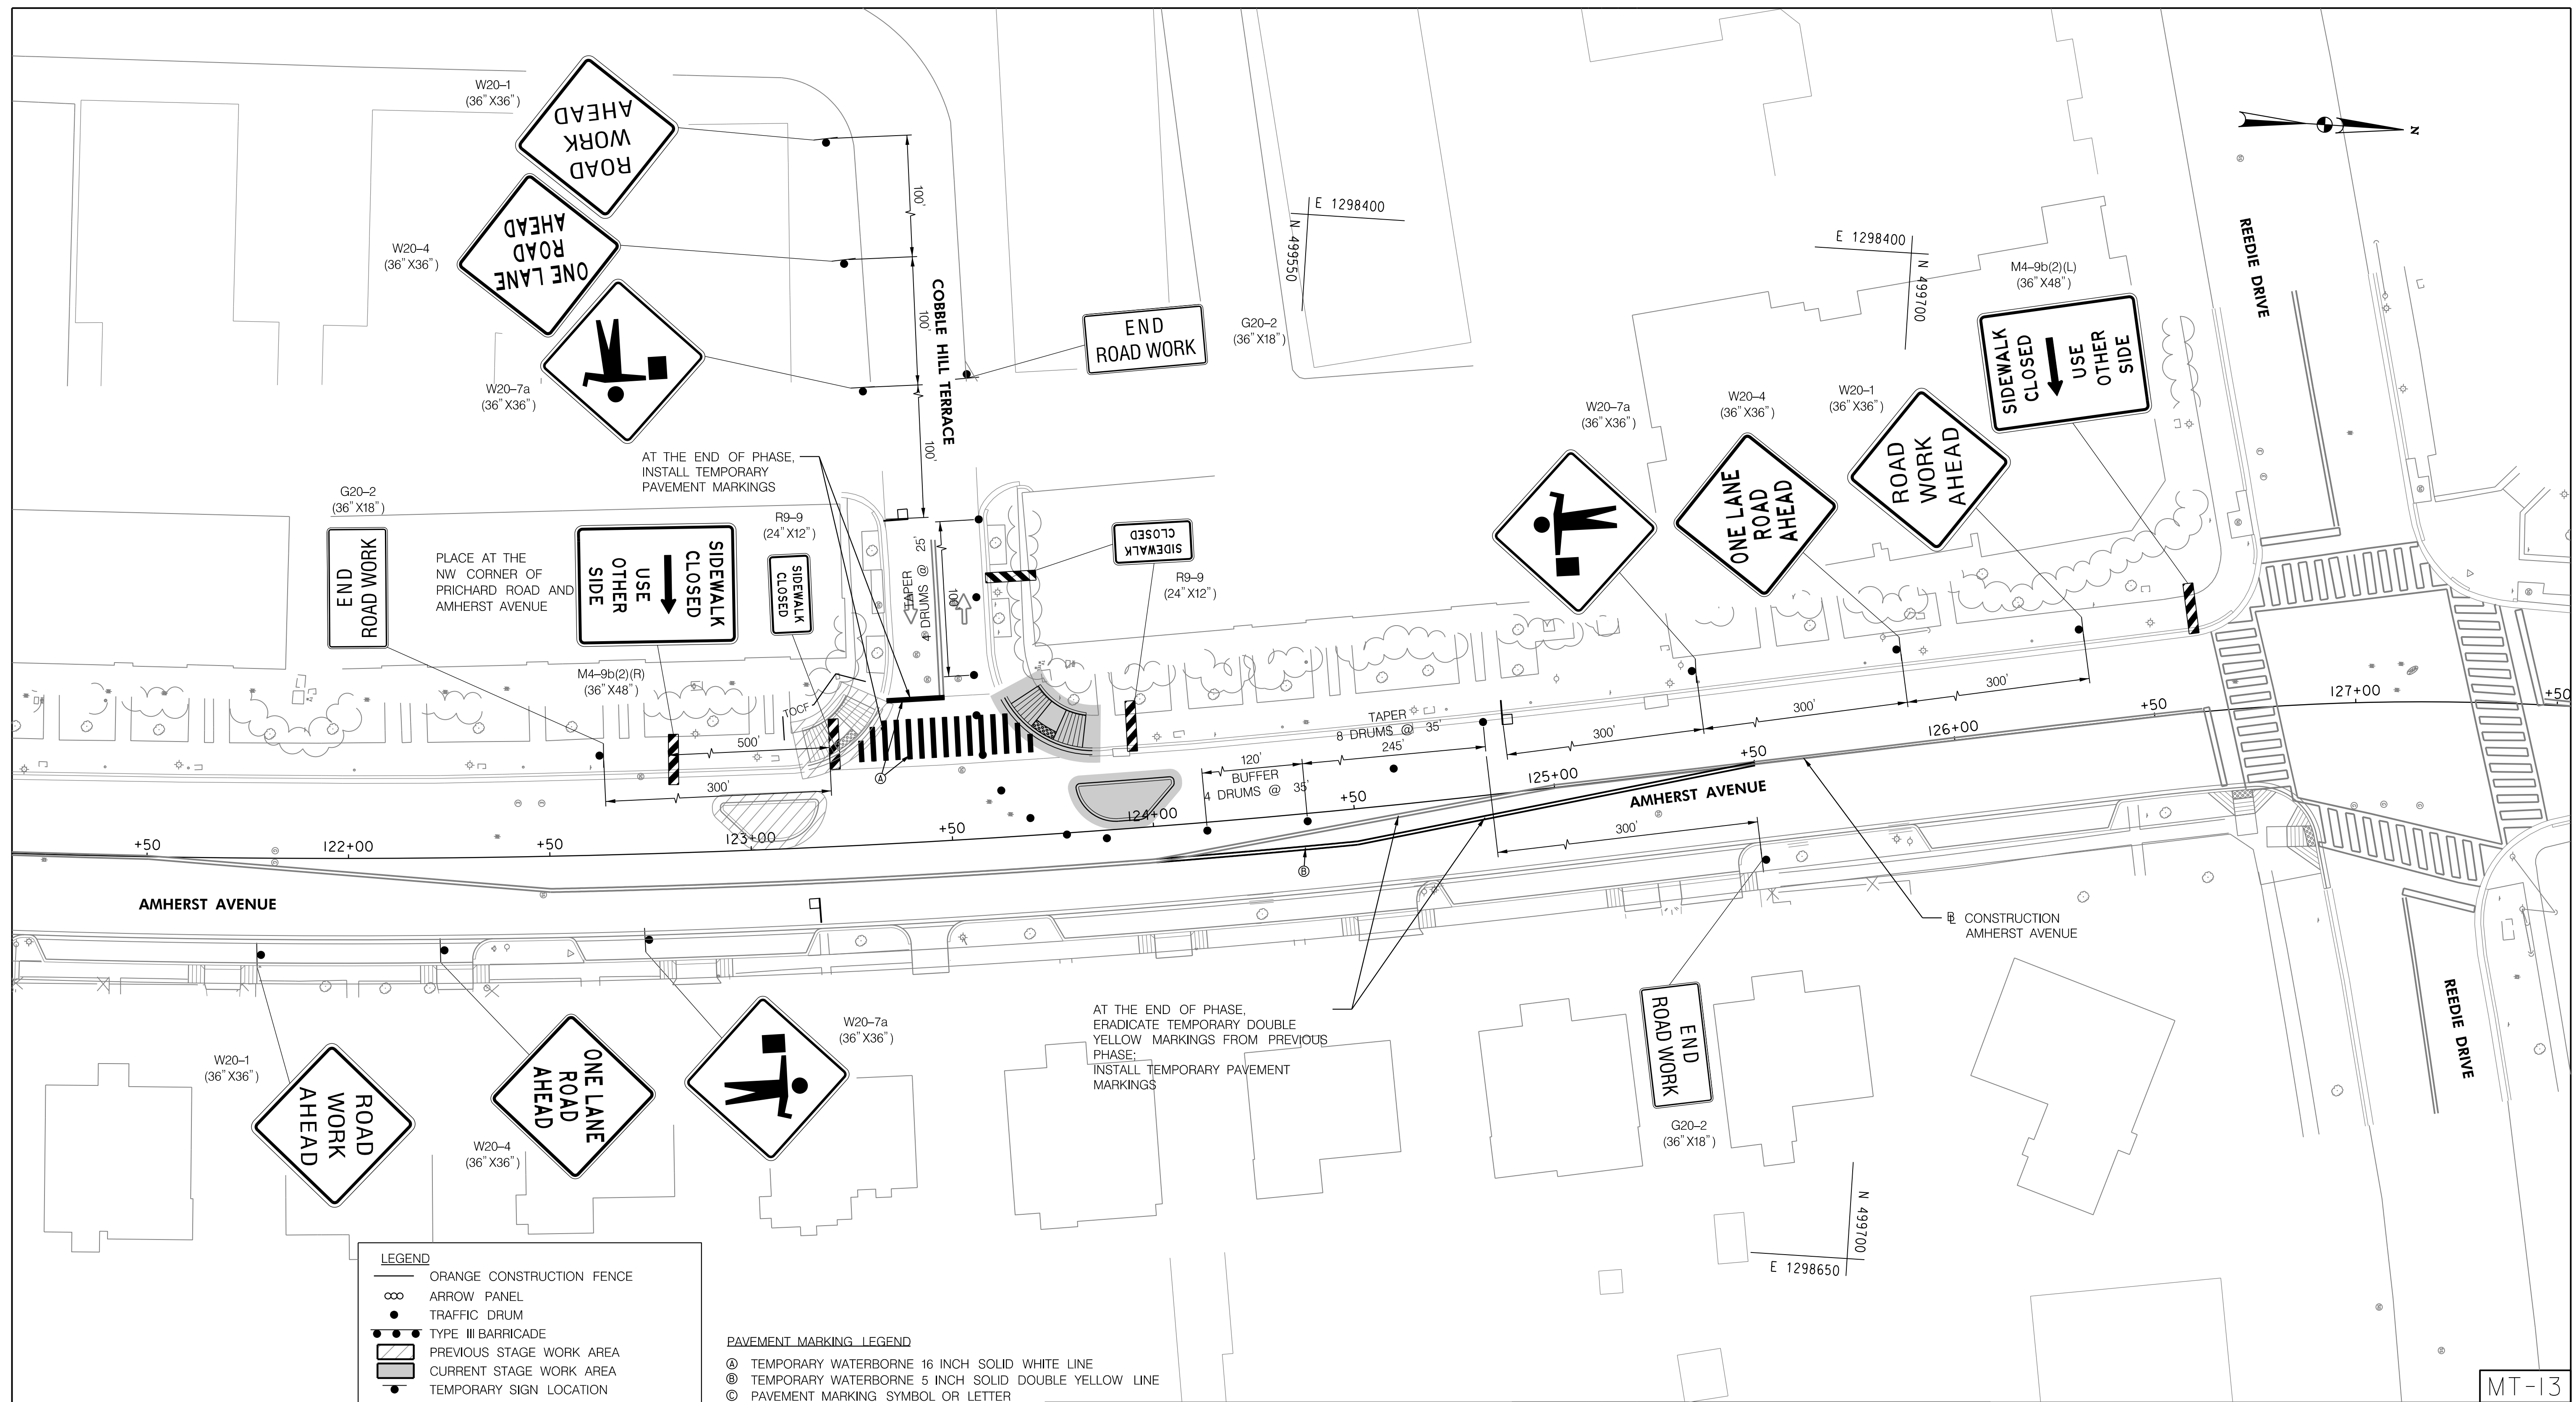 W20-1
(36"X36")
ROAD
WORK
AHEAD
W20-4
(36"X36")
ONE LANE
ROAD
AHEAD
W20-7a
(36"X36")
100'
100'
100'
COBBLE HILL TERRACE
END
ROAD WORK
G20-2
(36"X18")
E 1298400
N 499550
E 1298400
N 499700
M4-9b(2)(L)
(36"X48")
SIDEWALK
CLOSED
USE
OTHER
SIDE
REEDIE DRIVE
N
W20-7a
(36"X36")
W20-4
(36"X36")
ONE LANE
ROAD
AHEAD
W20-1
(36"X36")
ROAD
WORK
AHEAD
AT THE END OF PHASE,
INSTALL TEMPORARY
PAVEMENT MARKINGS
G20-2
(36"X18")
END
ROAD WORK
PLACE AT THE
NW CORNER OF
PRICHARD ROAD AND
AMHERST AVENUE
SIDEWALK
CLOSED
USE
OTHER
SIDE
M4-9b(2)(R)
(36"X48")
R9-9
(24"X12")
SIDEWALK
CLOSED
TAPER
4 DRUMS @ 25'
100'
SIDEWALK
CLOSED
R9-9
(24"X12")
TOCF
500'
300'
A
TAPER
8 DRUMS @ 35'
245'
120'
BUFFER
4 DRUMS @ 35'
300'
300'
300'
300'
+50
122+00
+50
123+00
+50
124+00
+50
125+00
+50
126+00
+50
127+00
+50
AMHERST AVENUE
AMHERST AVENUE
B
BL CONSTRUCTION
AMHERST AVENUE
AT THE END OF PHASE,
ERADICATE TEMPORARY DOUBLE
YELLOW MARKINGS FROM PREVIOUS
PHASE;
INSTALL TEMPORARY PAVEMENT
MARKINGS
W20-1
(36"X36")
ROAD
WORK
AHEAD
W20-4
(36"X36")
ONE LANE
ROAD
AHEAD
W20-7a
(36"X36")
END
ROAD WORK
G20-2
(36"X18")
N 499700
E 1298650
REEDIE DRIVE
LEGEND
ORANGE CONSTRUCTION FENCE
ARROW PANEL
TRAFFIC DRUM
TYPE III BARRICADE
PREVIOUS STAGE WORK AREA
CURRENT STAGE WORK AREA
TEMPORARY SIGN LOCATION
PAVEMENT MARKING LEGEND
A TEMPORARY WATERBORNE 16 INCH SOLID WHITE LINE
B TEMPORARY WATERBORNE 5 INCH SOLID DOUBLE YELLOW LINE
C PAVEMENT MARKING SYMBOL OR LETTER
MT-13